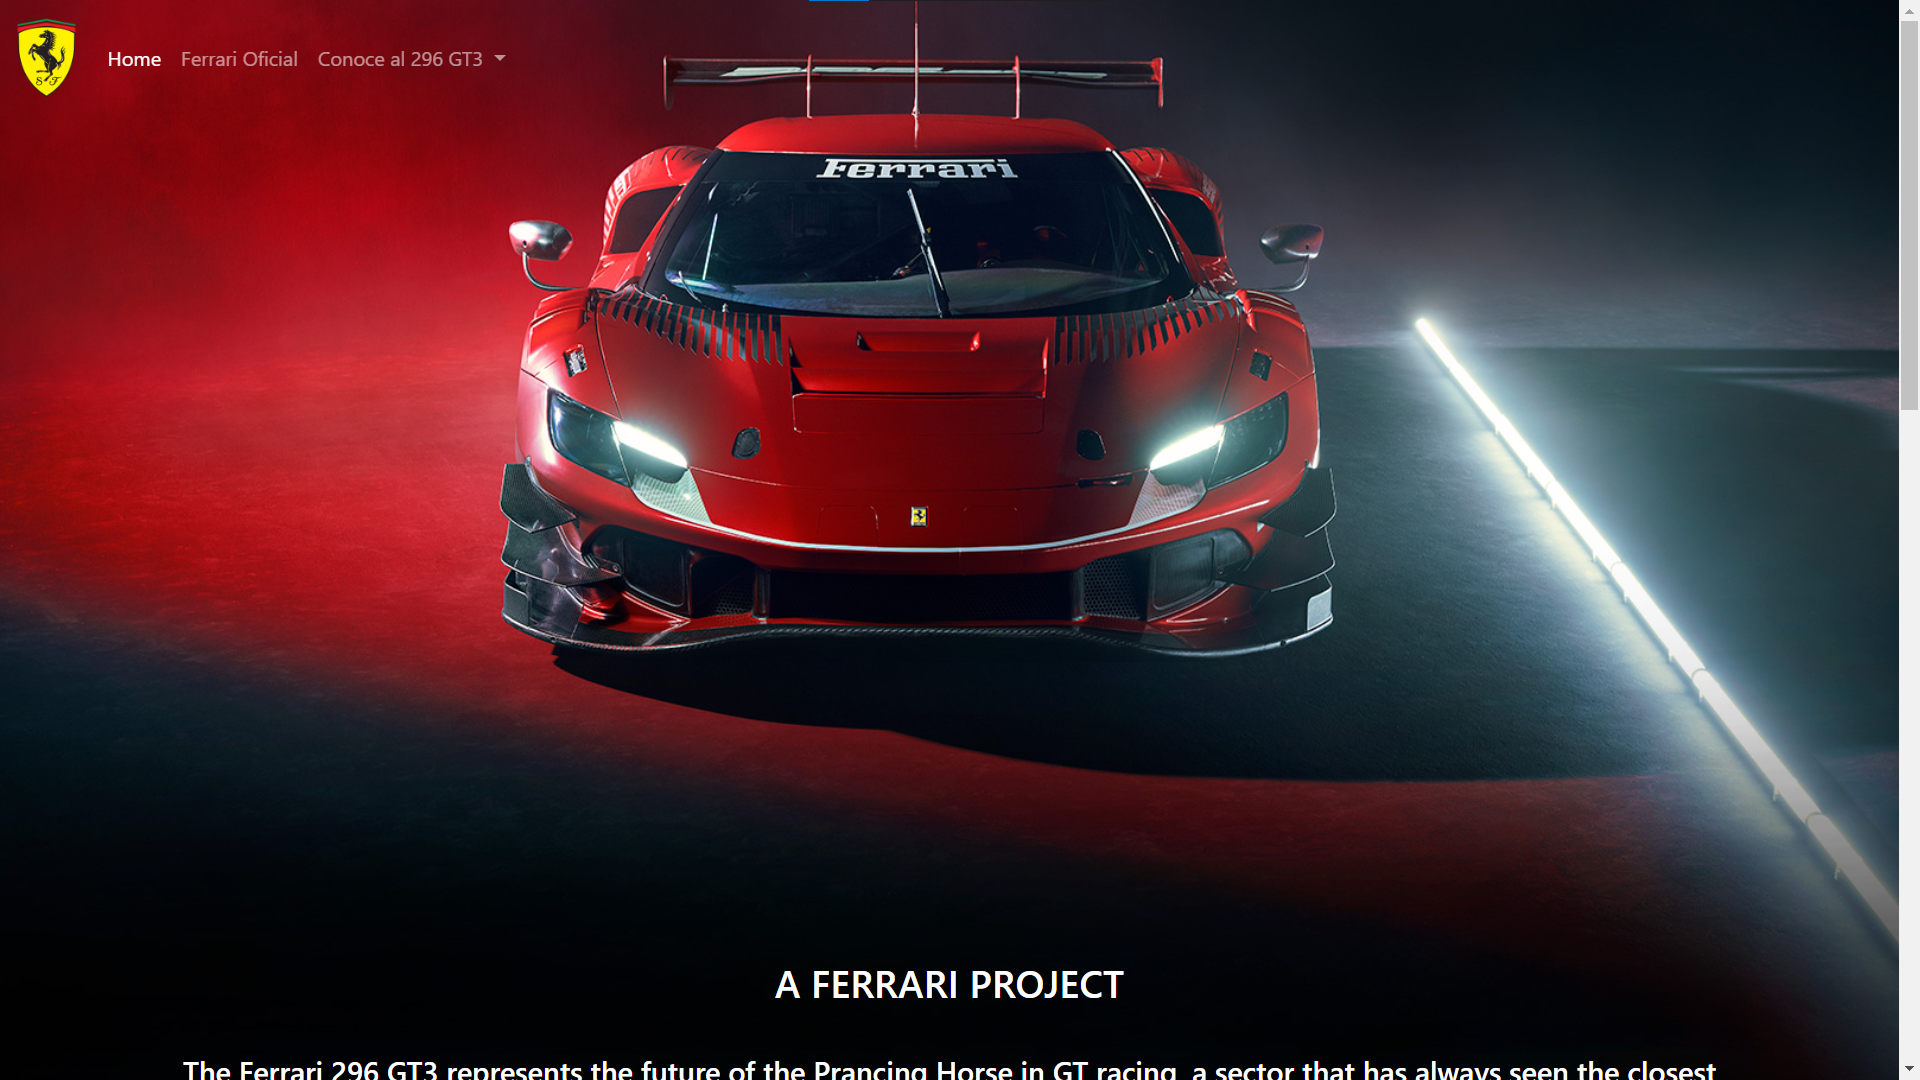 Home Ferrari Oficial Conoce al 296 GT3
S F
Ferrari
A FERRARI PROJECT
The Ferrari 296 GT3 represents the future of the Prancing Horse in GT racing, a sector that has always seen the closest